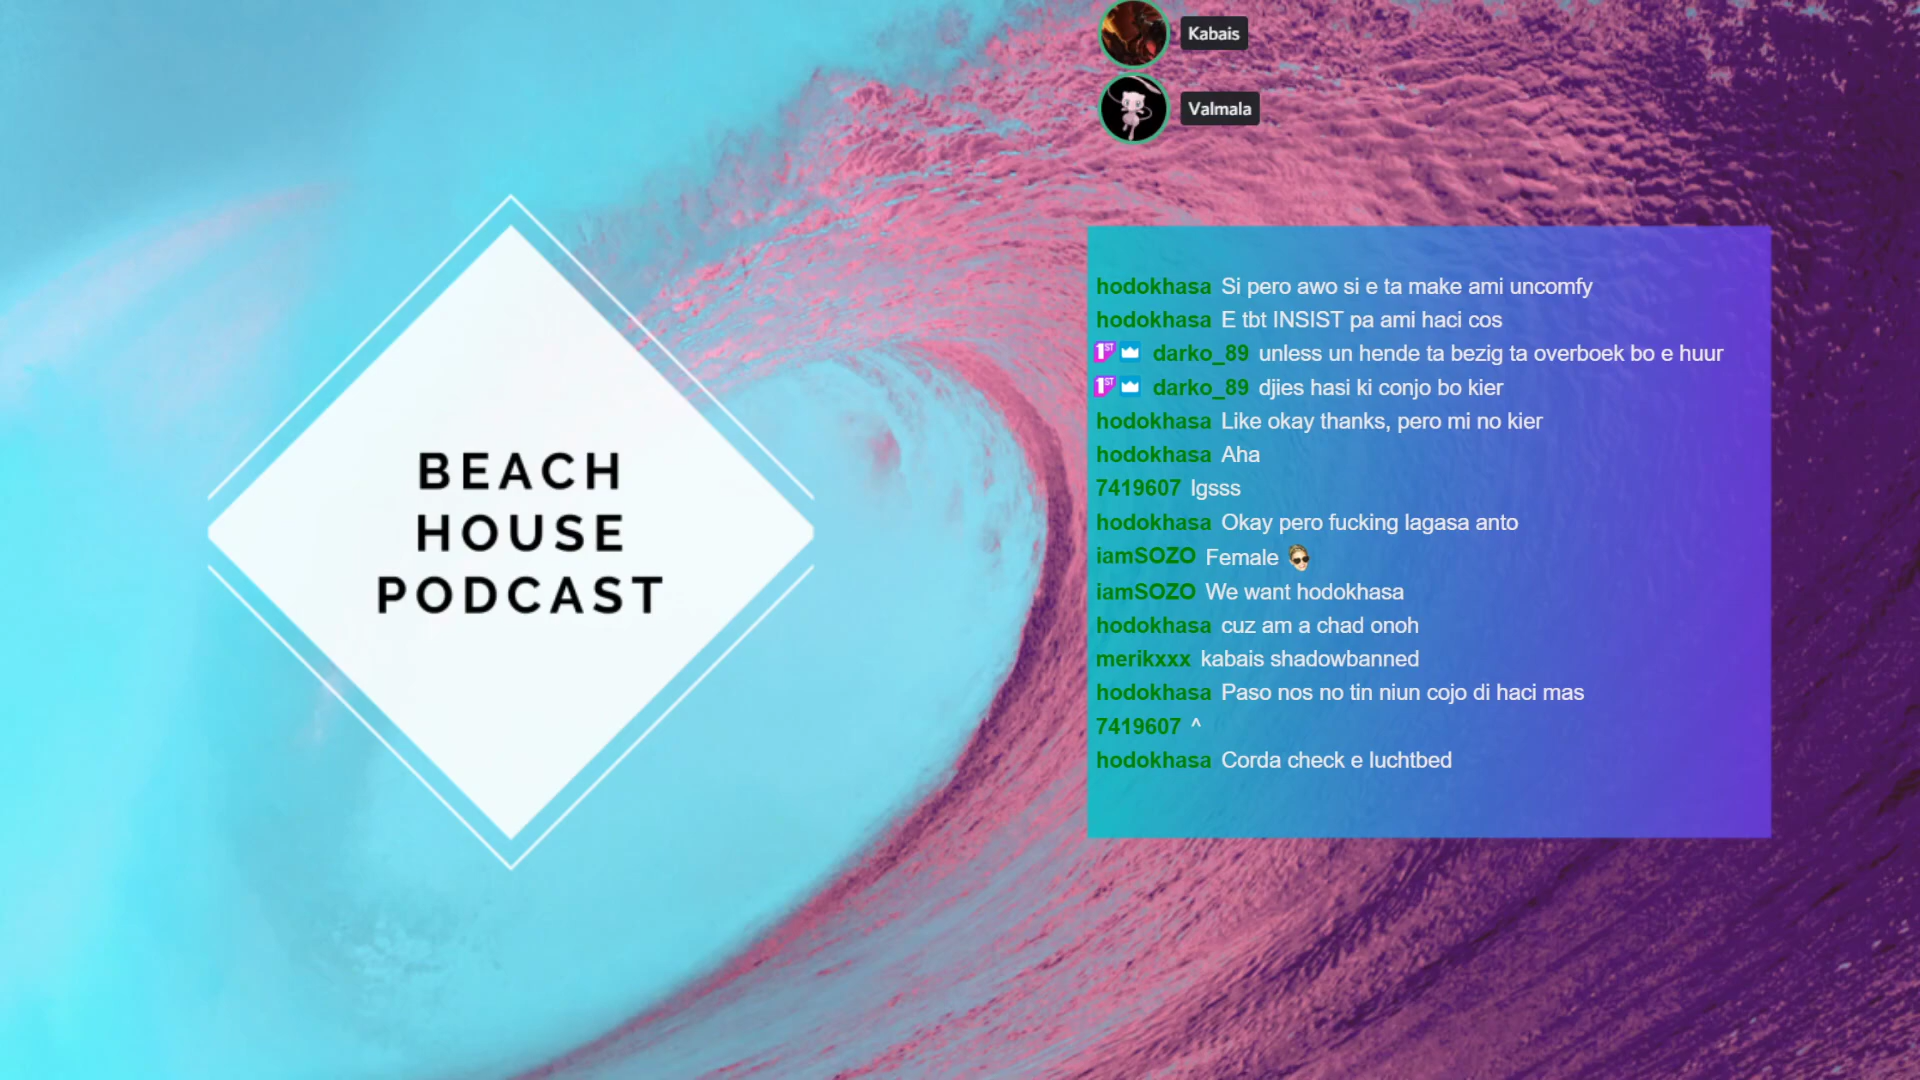 Kabais
Valmala
BEACH
HOUSE
PODCAST
hodokhasa Si pero awo si e ta make ami uncomfy
hodokhasa E tbt INSIST pa ami haci cos
1ST darko_89 unless un hende ta bezig ta overboek bo e huur
1ST darko_89 djjies hasi ki conjo bo kier
hodokhasa Like okay thanks, pero mi no kier
hodokhasa Aha
7419607 Igsss
hodokhasa Okay pero fucking lagasa anto
iamSOZO Female
iamSOZO We want hodokhasa
hodokhasa cuz am a chad onoh
merikxxx kabais shadowbanned
hodokhasa Paso nos no tin niun cojo di haci mas
7419607 ^
hodokhasa Corda check e luchtbed